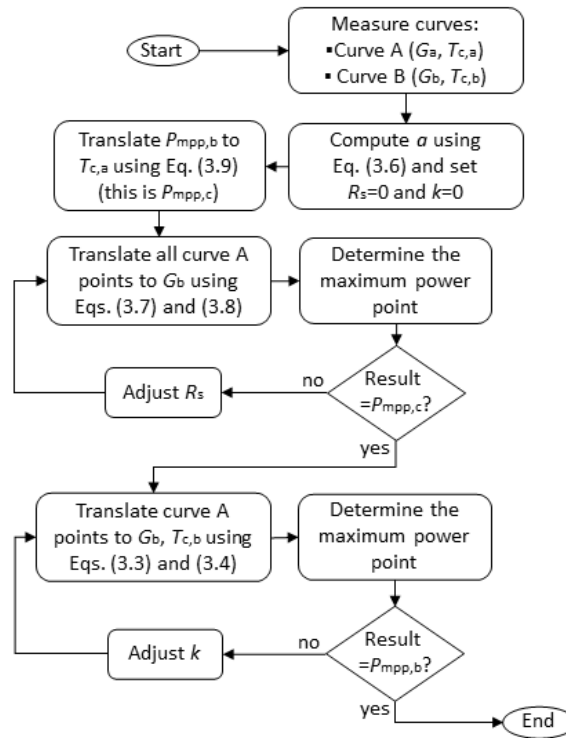 Start
Measure curves:
▪Curve A (Ga, Tc,a)
▪ Curve B (Gb, Tc,b)
Compute a using
Eq. (3.6) and set
Rs=0 and k=0
Translate Pmpp,b to
Tc,a using Eq. (3.9)
(this is Pmpp,c)
Translate all curve A
points to Gb using
Eqs. (3.7) and (3.8)
Determine the
maximum power
point
Result
=Pmpp,c?
no
Adjust Rs
yes
Translate curve A
points to Gb, Tc,b using
Eqs. (3.3) and (3.4)
Determine the
maximum power
point
Result
=Pmpp,b?
no
Adjust k
yes
End